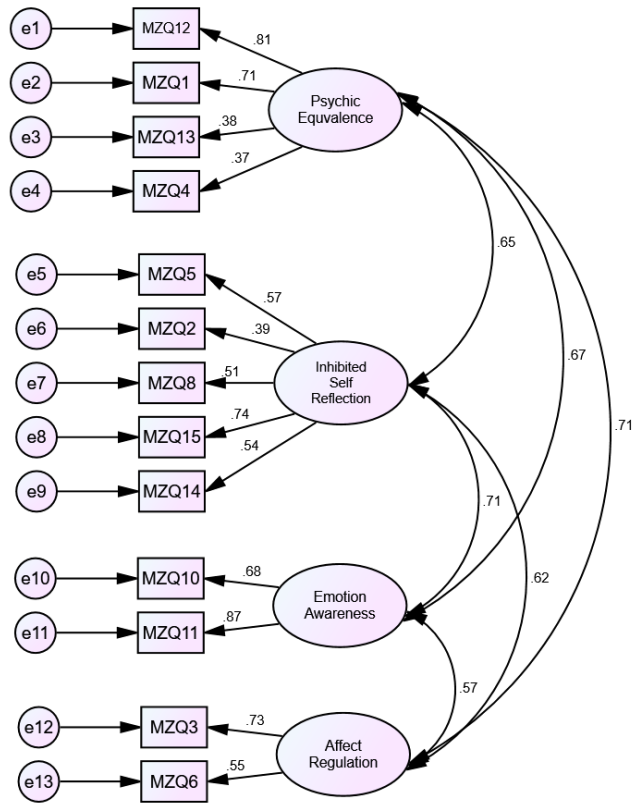 e1 MZQ12 .81
e2 MZQ1 .71
Psychic
Equvalence
e3 MZQ13 .38
e4 MZQ4 .37
.65
e5 MZQ5 .57
e6 MZQ2 .39
.67
Inhibited
Self
Reflection
e7 MZQ8 .51
e8 MZQ15 .74
.71
e9 MZQ14 .54
.71
.62
e10 MZQ10 .68
Emotion
Awareness
e11 MZQ11 .87
.57
e12 MZQ3 .73
Affect
Regulation
e13 MZQ6 .55